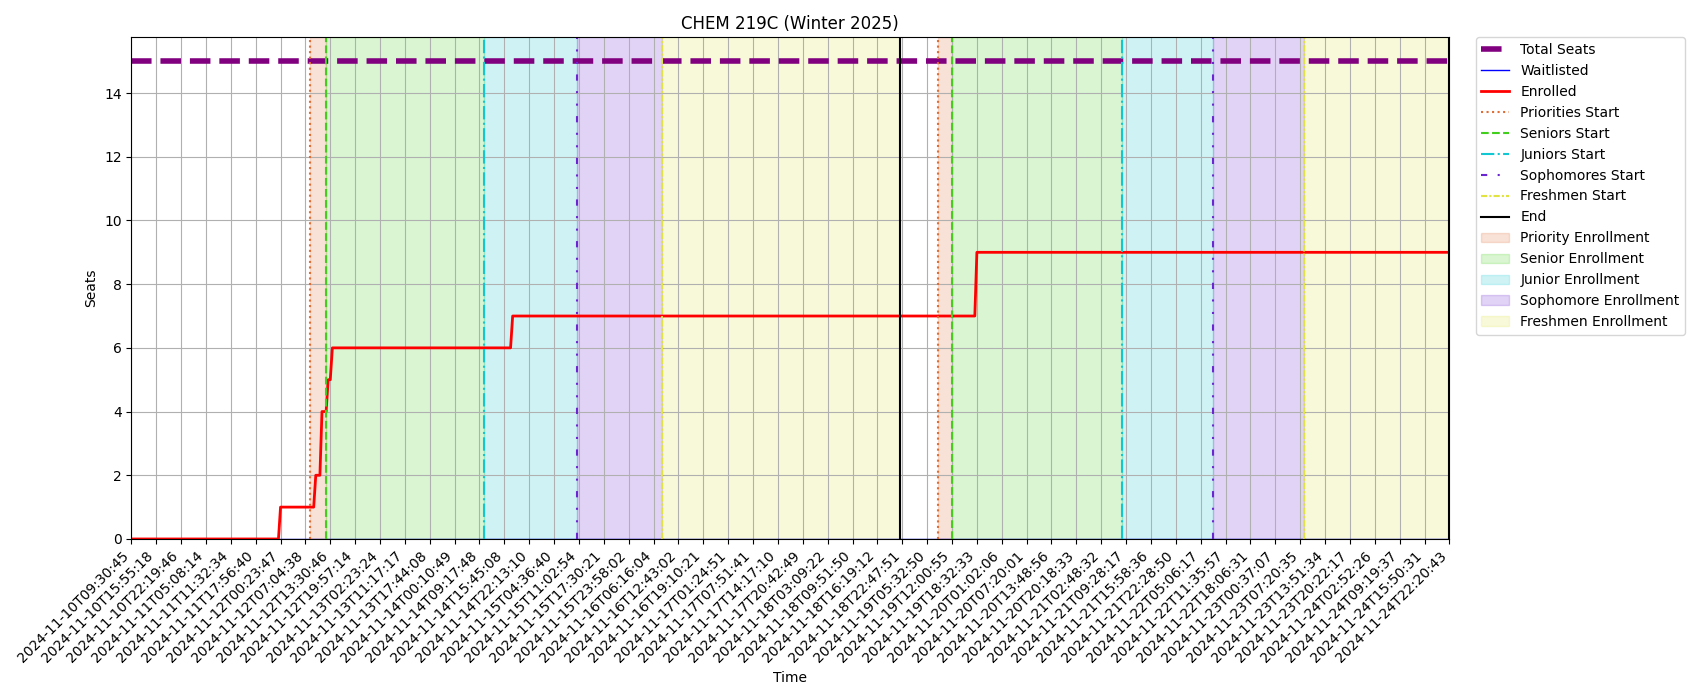 CHEM 219C (Winter 2025)
Seats
14
12
10
8
6
4
2
0
2024-11-10T09:30:45
2024-11-10T15:55:18
2024-11-10T22:19:46
2024-11-11T05:08:14
2024-11-11T11:32:34
2024-11-11T17:56:40
2024-11-12T00:23:47
2024-11-12T07:04:38
2024-11-12T13:30:46
2024-11-12T19:57:14
2024-11-13T02:23:24
2024-11-13T11:17:17
2024-11-13T17:44:08
2024-11-14T00:10:49
2024-11-14T09:17:48
2024-11-14T15:45:08
2024-11-14T22:13:10
2024-11-15T04:36:40
2024-11-15T11:02:54
2024-11-15T17:30:21
2024-11-15T23:58:02
2024-11-16T06:16:04
2024-11-16T12:43:02
2024-11-16T19:10:21
2024-11-17T01:24:51
2024-11-17T07:51:41
2024-11-17T14:17:10
2024-11-17T20:42:49
2024-11-18T03:09:22
2024-11-18T09:51:50
2024-11-18T16:19:12
2024-11-18T22:47:51
2024-11-19T05:32:50
2024-11-19T12:00:55
2024-11-19T18:32:33
2024-11-20T01:02:06
2024-11-20T07:20:01
2024-11-20T13:48:56
2024-11-20T20:18:33
2024-11-21T02:48:32
2024-11-21T09:28:17
2024-11-21T15:58:36
2024-11-21T22:28:50
2024-11-22T05:06:17
2024-11-22T11:35:57
2024-11-22T18:06:31
2024-11-23T00:37:07
2024-11-23T07:20:35
2024-11-23T13:51:34
2024-11-23T20:22:17
2024-11-24T02:52:26
2024-11-24T09:19:37
2024-11-24T15:50:31
2024-11-24T22:20:43
Time
Total Seats
Waitlisted
Enrolled
Priorities Start
Seniors Start
Juniors Start
Sophomores Start
Freshmen Start
End
Priority Enrollment
Senior Enrollment
Junior Enrollment
Sophomore Enrollment
Freshmen Enrollment